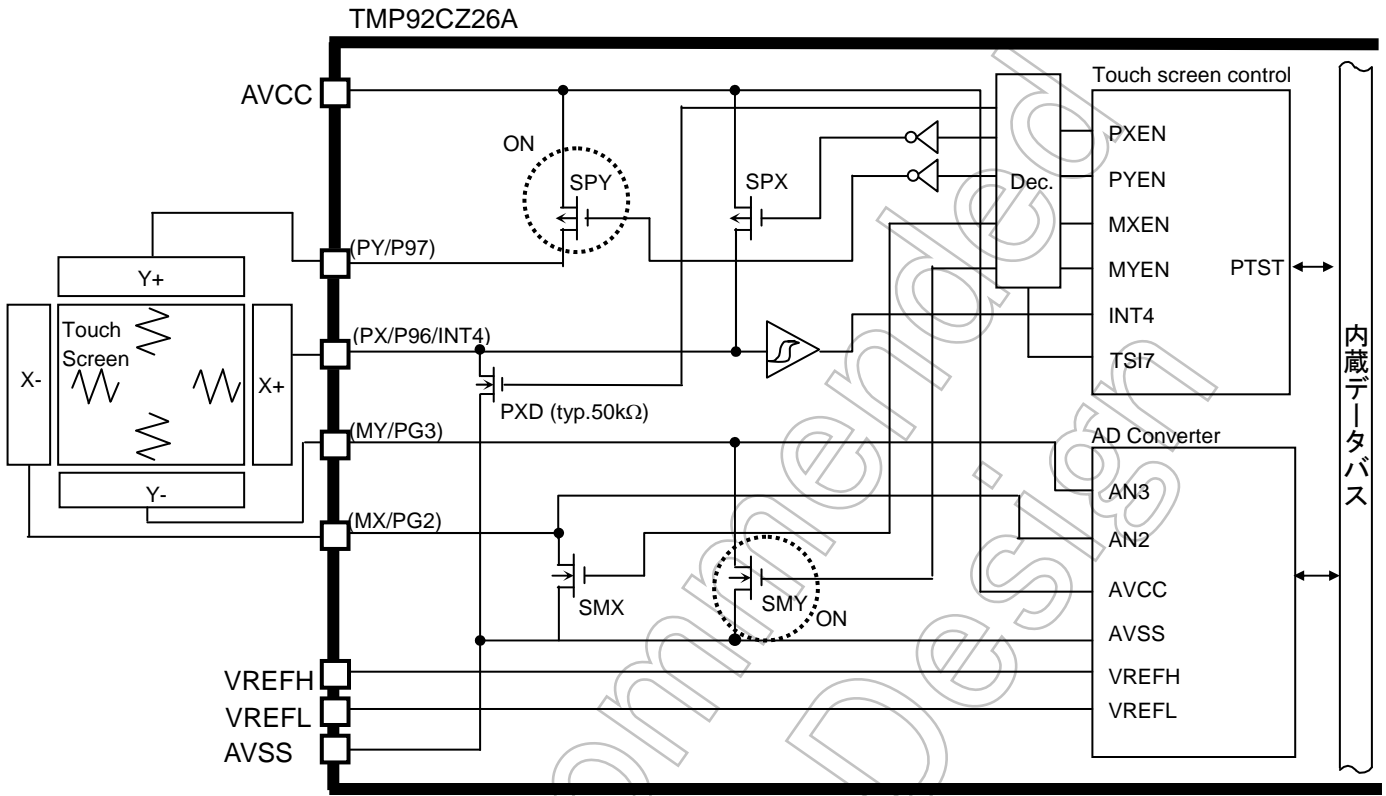 TMP92CZ26A
AVCC
ON
SPY
SPX
Dec.
Touch screen control
PXEN
PYEN
MXEN
MYEN
PTST
INT4
TSI7
(PY/P97)
Y+
(PX/P96/INT4)
Touch
Screen
X-
X+
PXD (typ.50kΩ)
(MY/PG3)
Y-
(MX/PG2)
SMX
SMY
ON
AD Converter
AN3
AN2
AVCC
AVSS
VREFH
VREFL
内蔵データバス
VREFH
VREFL
AVSS
ommended
Design